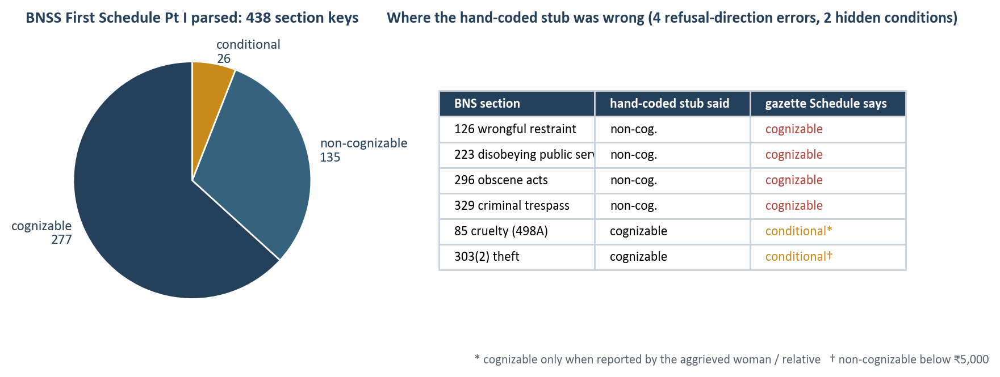 BNSS First Schedule Pt I parsed: 438 section keys
conditional
26
non-cognizable
135
cognizable
277
Where the hand-coded stub was wrong (4 refusal-direction errors, 2 hidden conditions)
BNS section hand-coded stub said gazette Schedule says
126 wrongful restraint non-cog. cognizable
223 disobeying public serv non-cog. cognizable
296 obscene acts non-cog. cognizable
329 criminal trespass non-cog. cognizable
85 cruelty (498A) cognizable conditional*
303(2) theft cognizable conditional†
* cognizable only when reported by the aggrieved woman / relative † non-cognizable below ₹5,000